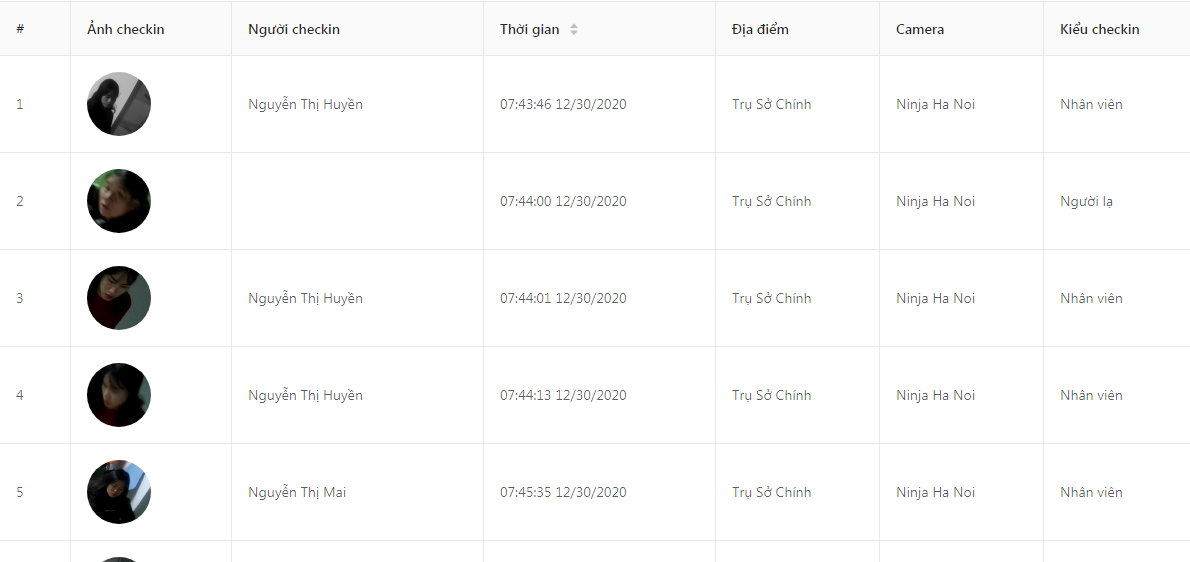 # Ảnh checkin Người checkin Thời gian Địa điểm Camera Kiểu checkin
1 Nguyễn Thị Huyền 07:43:46 12/30/2020 Trụ Sở Chính Ninja Ha Noi Nhân viên
2 07:44:00 12/30/2020 Trụ Sở Chính Ninja Ha Noi Người lạ
3 Nguyễn Thị Huyền 07:44:01 12/30/2020 Trụ Sở Chính Ninja Ha Noi Nhân viên
4 Nguyễn Thị Huyền 07:44:13 12/30/2020 Trụ Sở Chính Ninja Ha Noi Nhân viên
5 Nguyễn Thị Mai 07:45:35 12/30/2020 Trụ Sở Chính Ninja Ha Noi Nhân viên